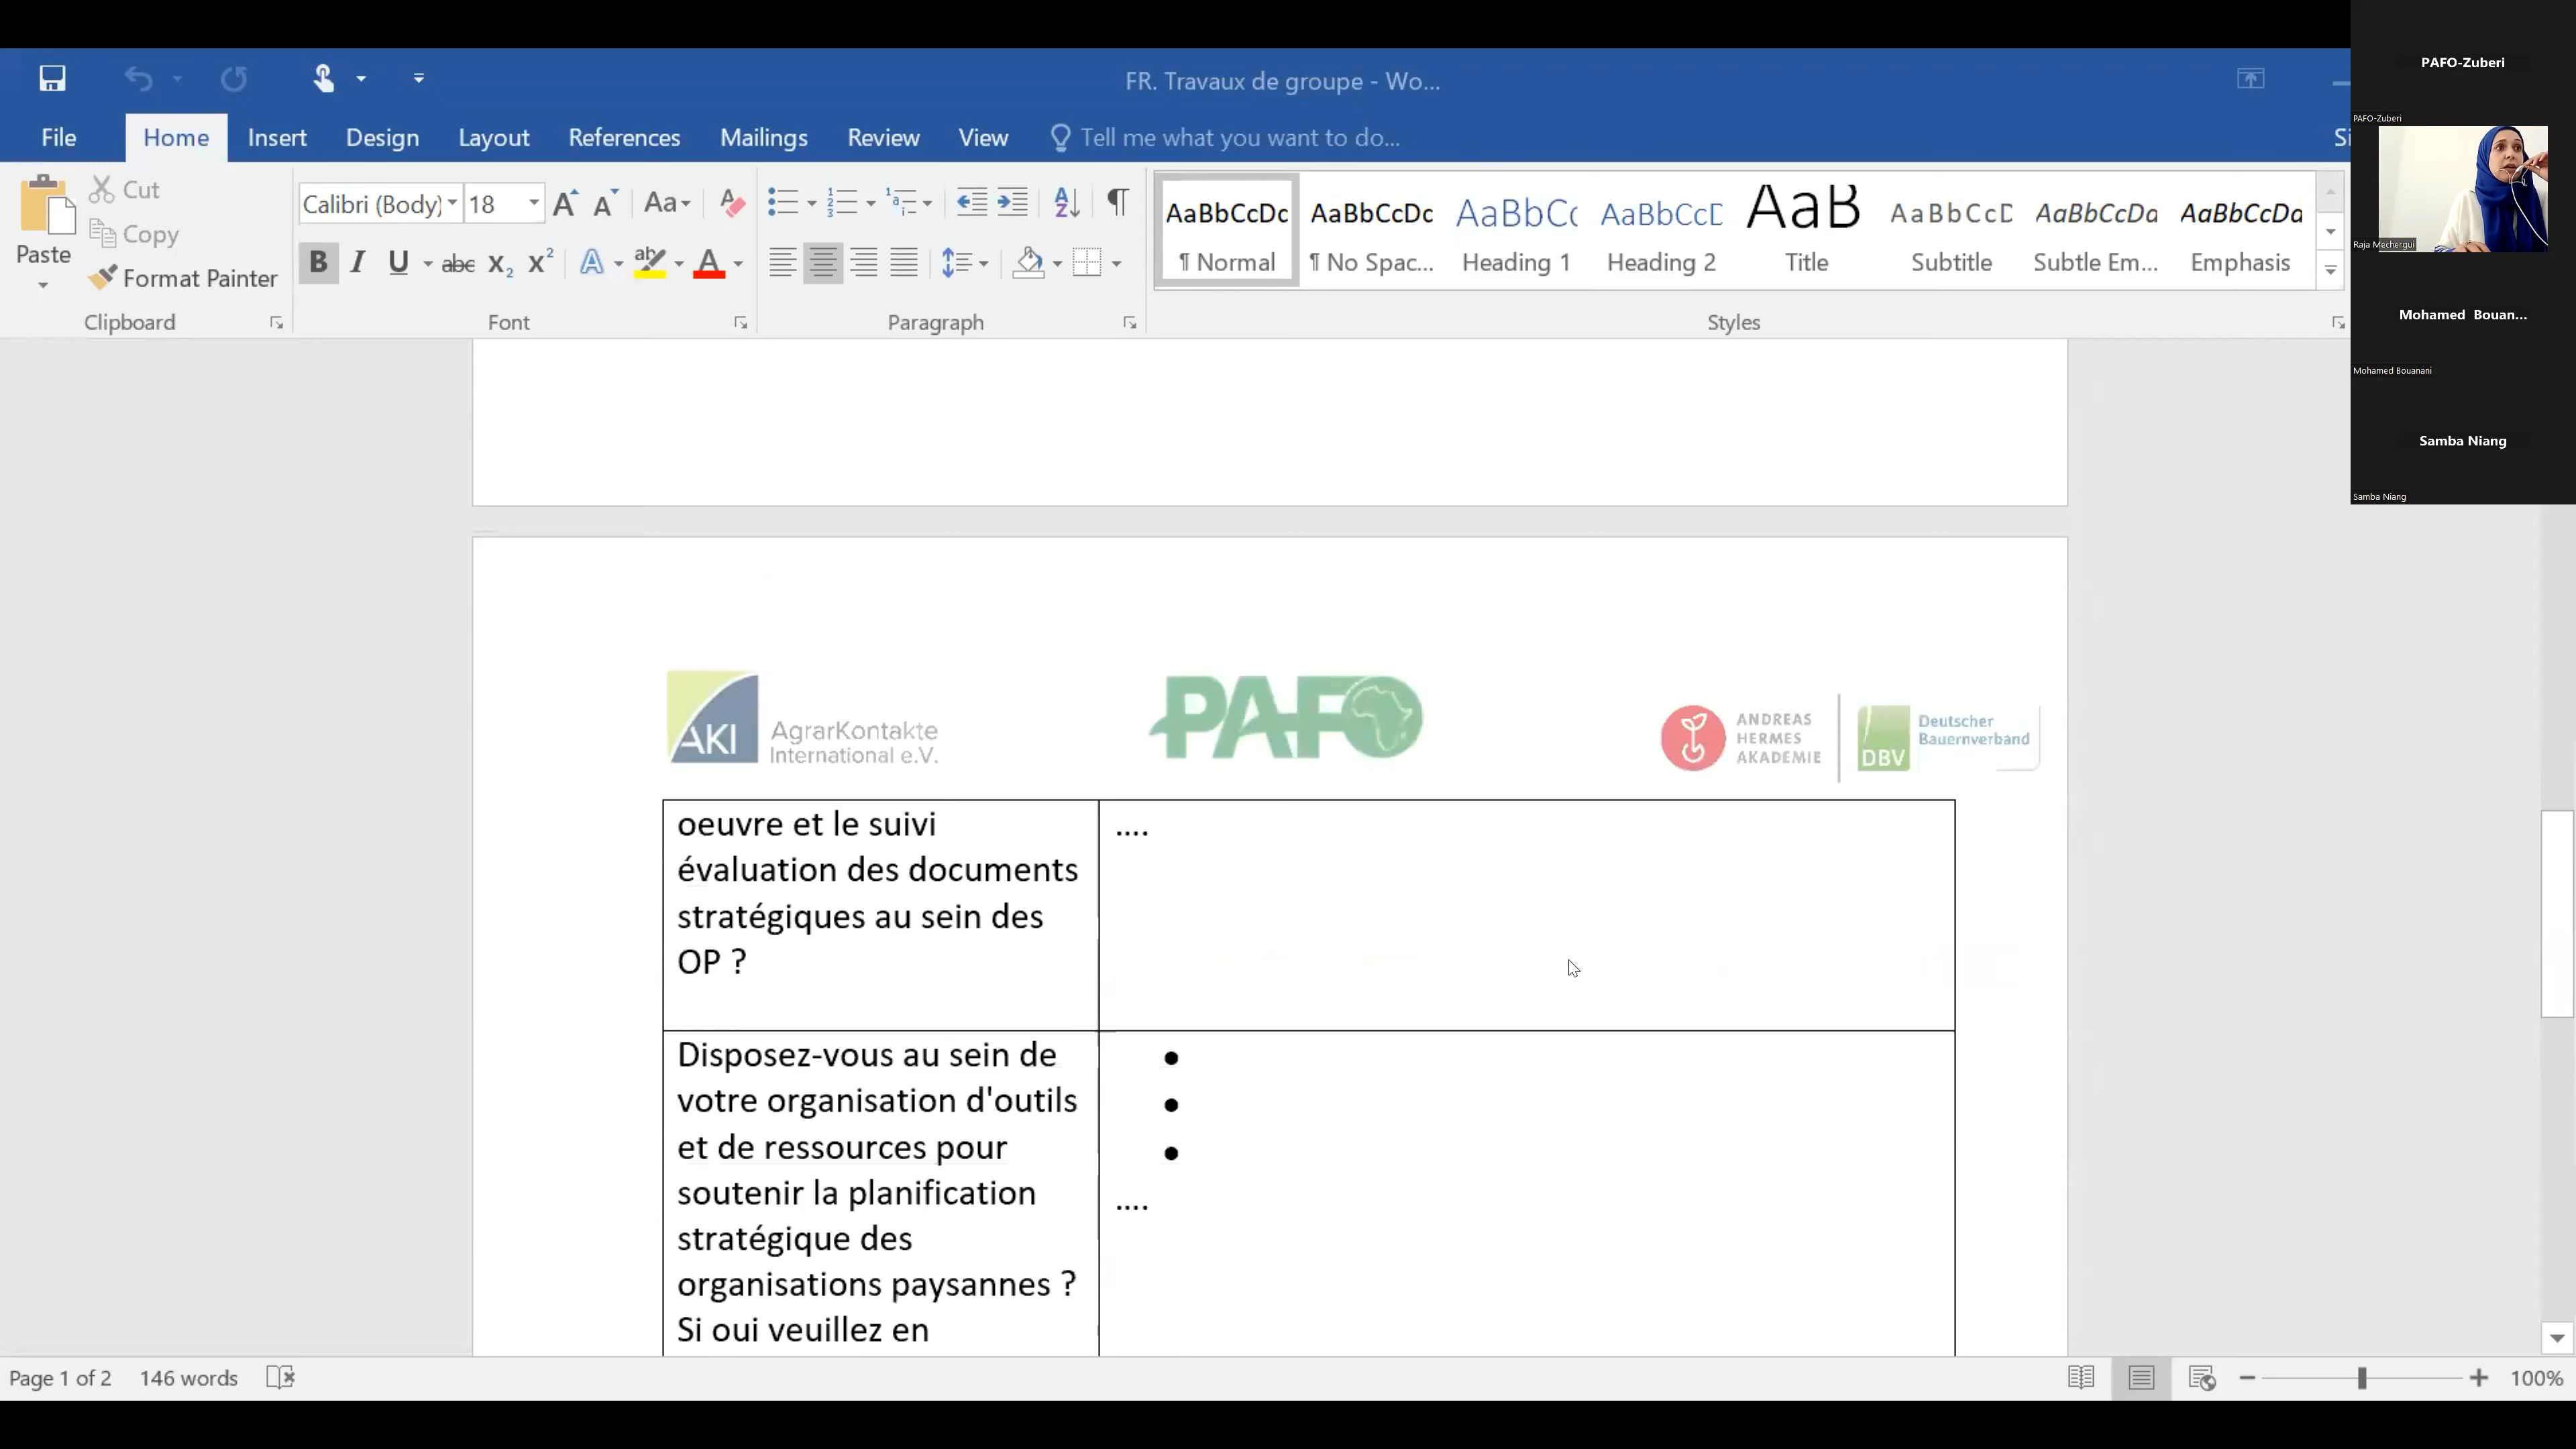 PAFO-Zuberi
FR. Travaux de groupe - Wo...
PAFO-Zuberi
File Home Insert Design Layout References Mailings Review View Tell me what you want to do...
Paste
Cut
Copy
Format Painter
Clipboard
Calibri (Body) 18
Font
Paragraph
AaBbCcDc AaBbCcDc AaBbCc AaBbCcD AaB AaBbCcD AaBbCcDa AaBbCcDa
¶ Normal ¶ No Spac... Heading 1 Heading 2 Title Subtitle Subtle Em... Emphasis
Styles
Raja Mechergui
Mohamed Bouan...
Mohamed Bouanani
Samba Niang
Samba Niang
AKI AgrarKontakte
International e.V.
PAFO
ANDREAS
HERMES
AKADEMIE
DBV Deutscher
Bauernverband
oeuvre et le suivi
évaluation des documents
stratégiques au sein des
OP ?
....
Disposez-vous au sein de
votre organisation d'outils
et de ressources pour
soutenir la planification
stratégique des
organisations paysannes ?
Si oui veuillez en
•
•
•
....
Page 1 of 2 146 words
100%